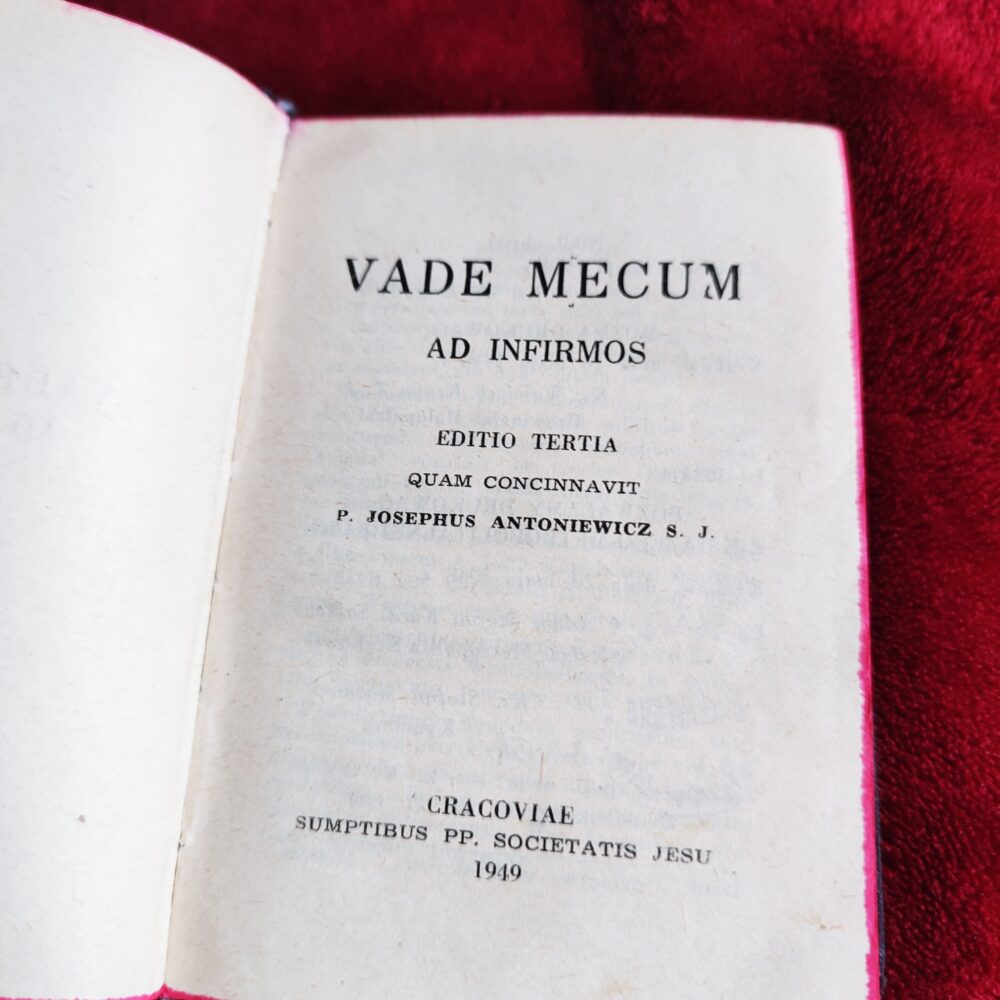 VADE MECUM
AD INFIRMOS
EDITIO TERTIA
QUAM CONCINNAVIT
P. JOSEPHUS ANTONIEWICZ S. J.
CRACOVIAE
SUMPTIBUS PP. SOCIETATIS JESU
1949